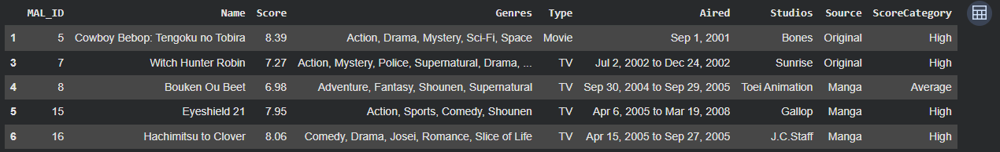 MAL_ID Name Score Genres Type Aired Studios Source ScoreCategory
1 5 Cowboy Bebop: Tengoku no Tobira 8.39 Action, Drama, Mystery, Sci-Fi, Space Movie Sep 1, 2001 Bones Original High
3 7 Witch Hunter Robin 7.27 Action, Mystery, Police, Supernatural, Drama, ... TV Jul 2, 2002 to Dec 24, 2002 Sunrise Original High
4 8 Bouken Ou Beet 6.98 Adventure, Fantasy, Shounen, Supernatural TV Sep 30, 2004 to Sep 29, 2005 Toei Animation Manga Average
5 15 Eyeshield 21 7.95 Action, Sports, Comedy, Shounen TV Apr 6, 2005 to Mar 19, 2008 Gallop Manga High
6 16 Hachimitsu to Clover 8.06 Comedy, Drama, Josei, Romance, Slice of Life TV Apr 15, 2005 to Sep 27, 2005 J.C.Staff Manga High